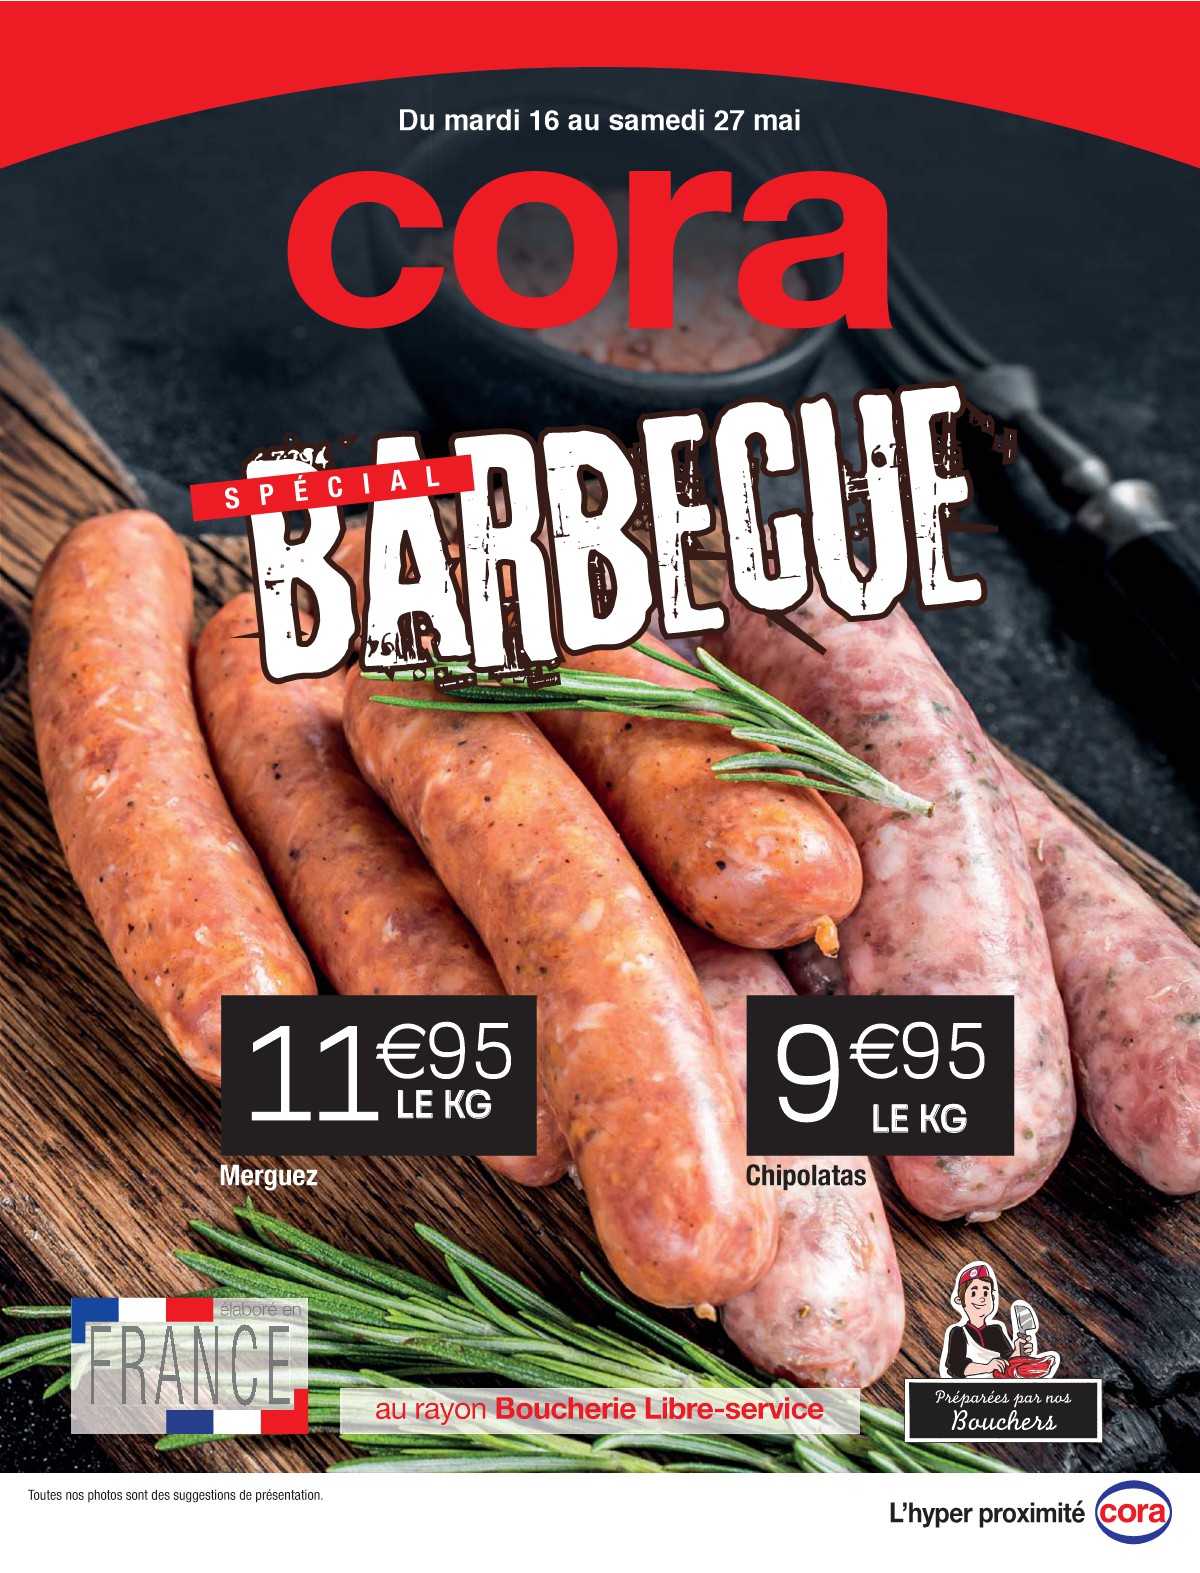 Du mardi 16 au samedi 27 mai
cora
SPÉCIAL
BARBECUE
11€95
LE KG
Merguez
9€95
LE KG
Chipolatas
élaboré en
FRANCE
au rayon Boucherie Libre-service
Préparées par nos
Bouchers
Toutes nos photos sont des suggestions de présentation.
L'hyper proximité cora